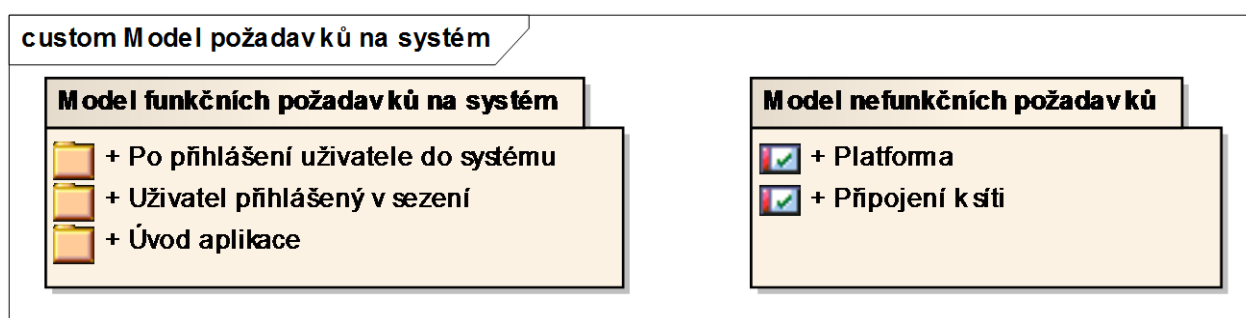 custom Model požadavků na systém
Model funkčních požadavků na systém
+ Po přihlášení uživatele do systému
+ Uživatel přihlášený v sezení
+ Úvod aplikace
Model nefunkčních požadavků
+ Platforma
+ Připojení k síti